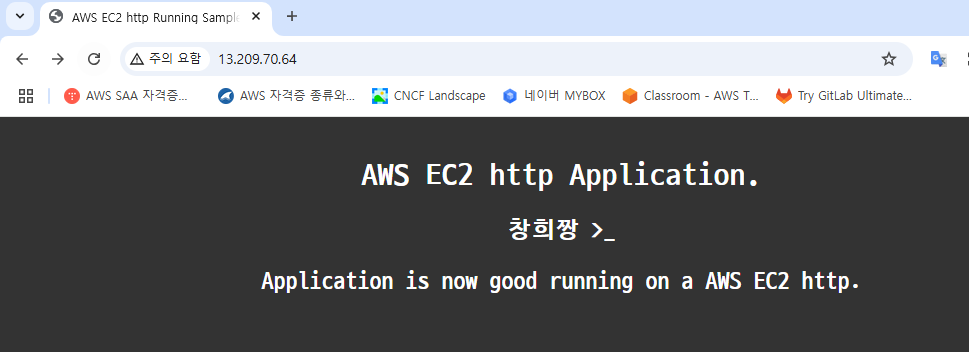 AWS EC2 http Running Sample
주의 요함
13.209.70.64
AWS SAA 자격증...
AWS 자격증 종류와...
CNCF Landscape
네이버 MYBOX
Classroom - AWS T...
Try GitLab Ultimate...
AWS EC2 http Application.
창희짱 >_
Application is now good running on a AWS EC2 http.